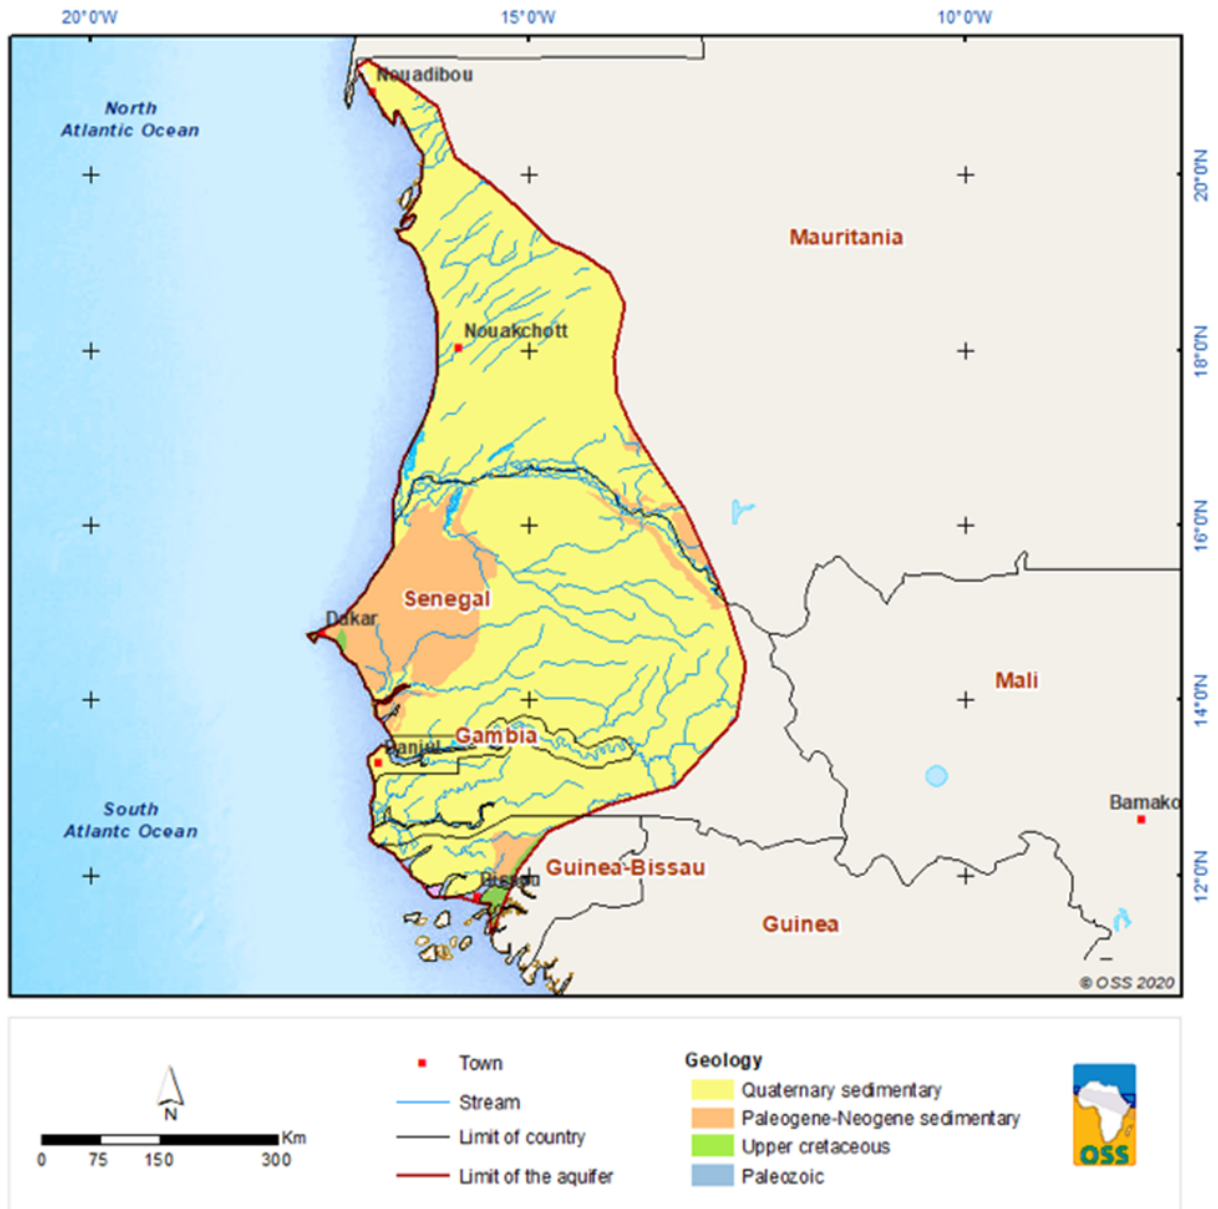 20°0'W
15°0'W
10°0'W
Nouadibou
North
Atlantic Ocean
20°0'N
Mauritania
Nouakchott
18°0'N
16°0'N
Senegal
Dakar
Mali
14°0'N
Gambia
Banjul
South
Atlantc Ocean
Bamako
Guinea-Bissau
Bissau
12°0'N
Guinea
© OSS 2020
N
Km
0 75 150 300
Town
Stream
Limit of country
Limit of the aquifer
Geology
Quaternary sedimentary
Paleogene-Neogene sedimentary
Upper cretaceous
Paleozoic
OSS